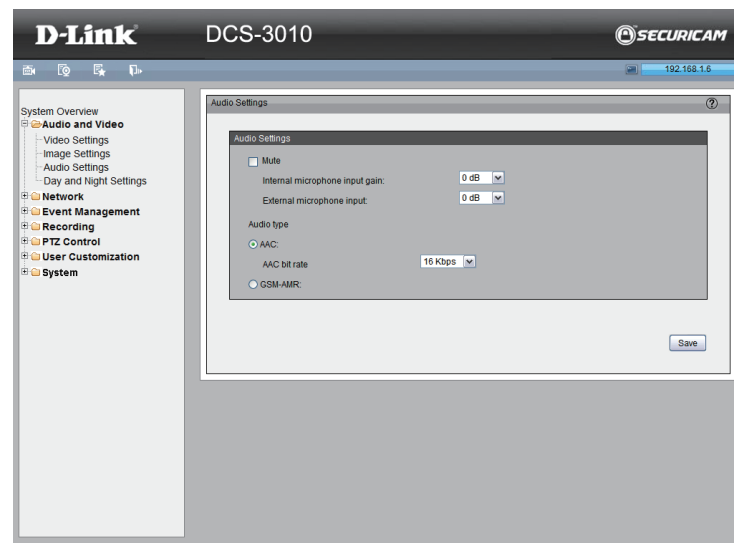 D-Link
DCS-3010
SECURICAM
192.168.1.6
System Overview
Audio and Video
Video Settings
Image Settings
Audio Settings
Day and Night Settings
Network
Event Management
Recording
PTZ Control
User Customization
System
Audio Settings
?
Audio Settings
Mute
Internal microphone input gain: 0 dB
External microphone input: 0 dB
Audio type
AAC:
AAC bit rate 16 Kbps
GSM-AMR:
Save